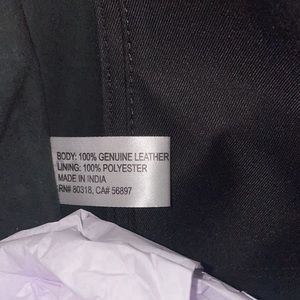 BODY: 100% GENUINE LEATHER
LINING: 100% POLYESTER
MADE IN INDIA
RN# 80318, CA# 56897